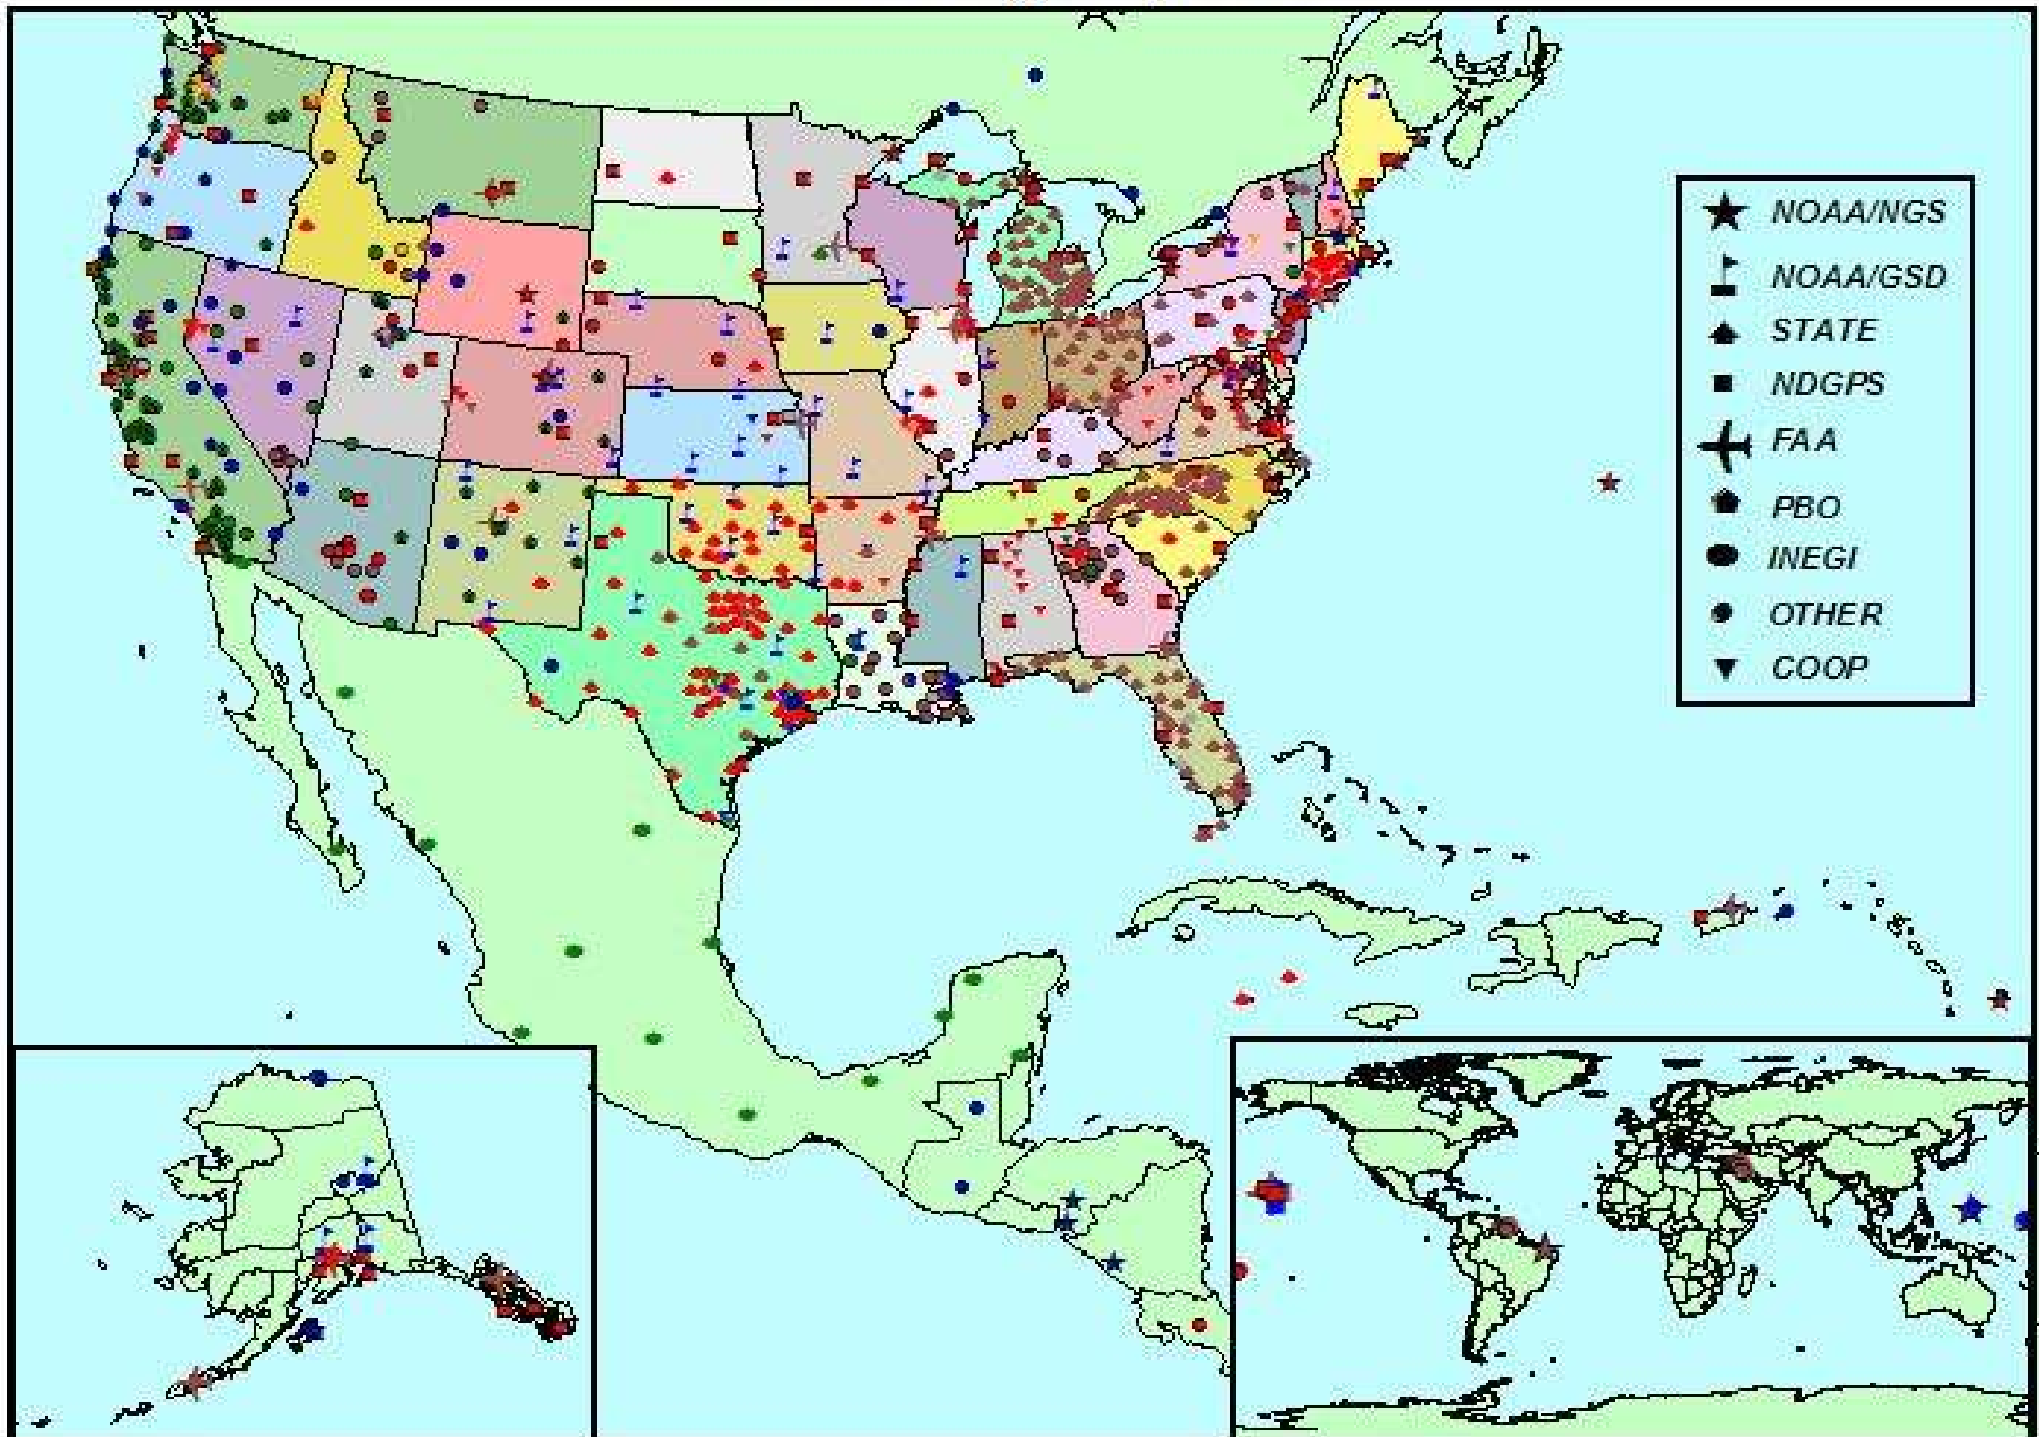 NOAA/NGS
NOAA/GSD
STATE
NDGPS
FAA
PBO
INEGI
OTHER
COOP